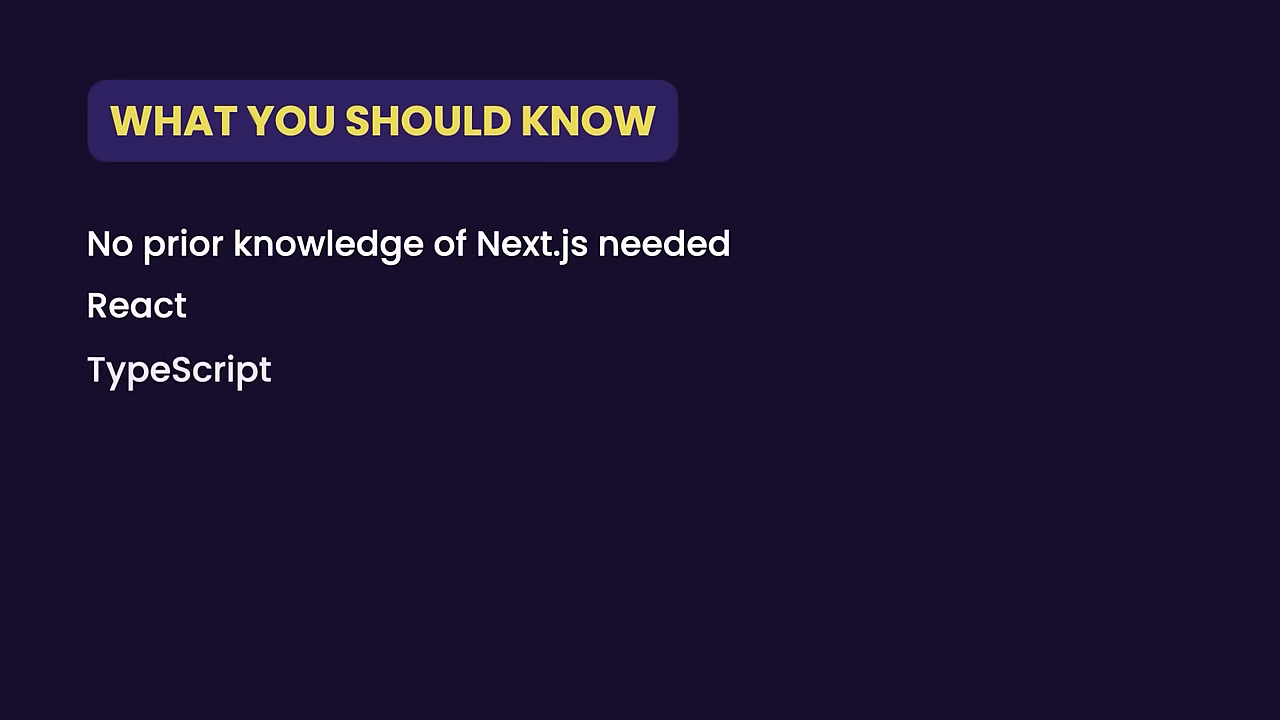 WHAT YOU SHOULD KNOW
No prior knowledge of Next.js needed
React
TypeScript